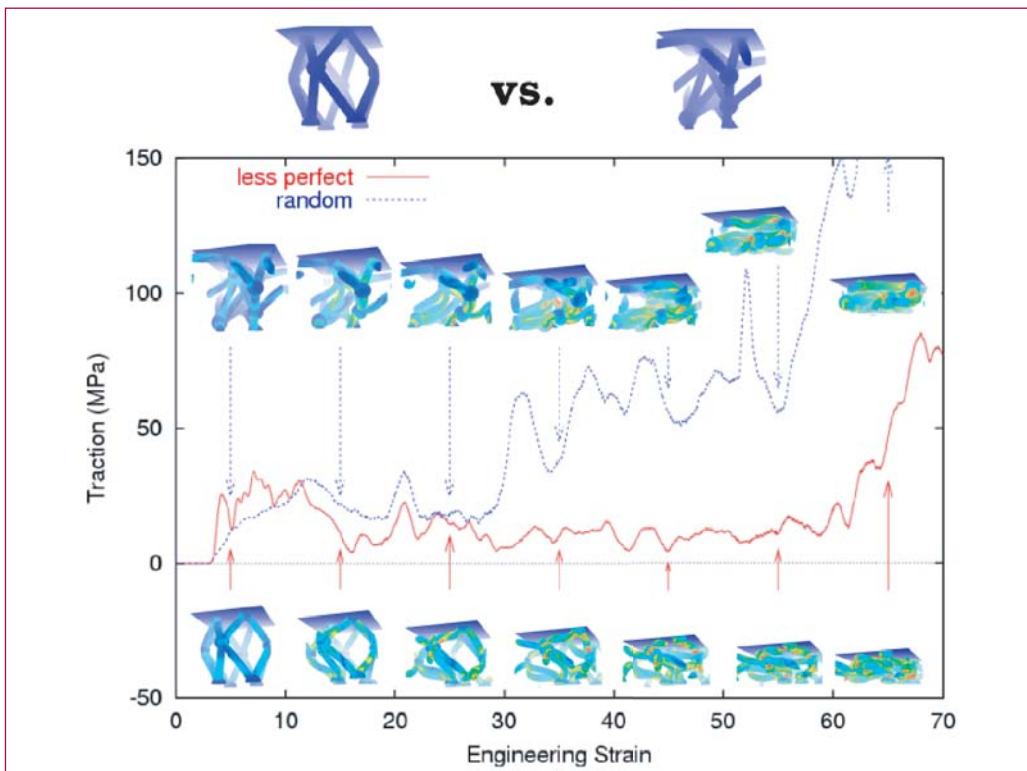 vs.
150
less perfect
random
100
Traction (MPa)
50
0
-50
0 10 20 30 40 50 60 70
Engineering Strain